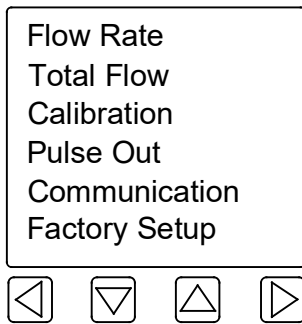 Flow Rate
Total Flow
Calibration
Pulse Out
Communication
Factory Setup